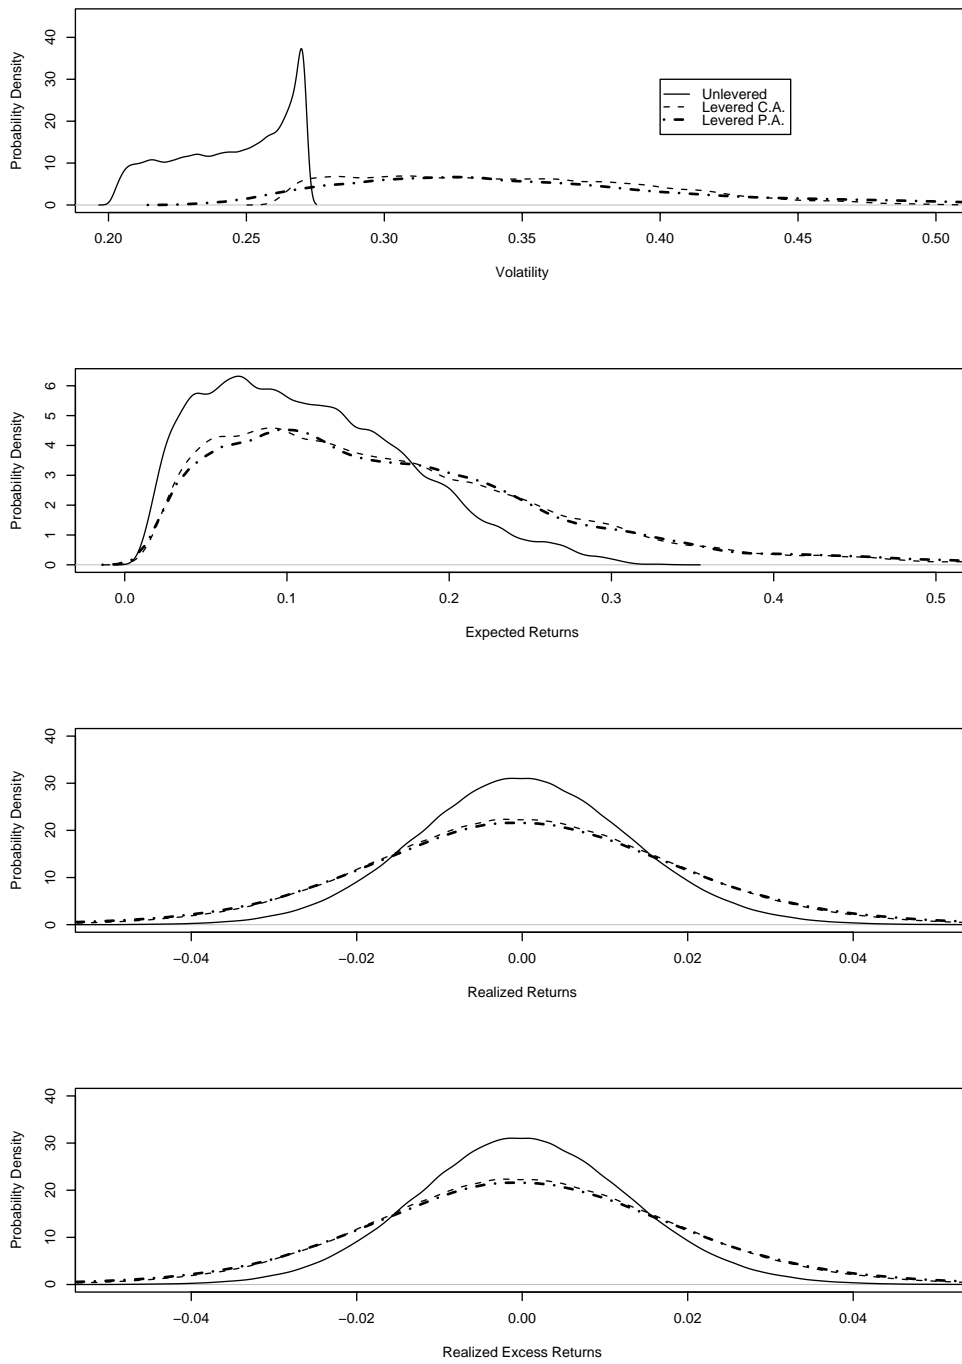 Probability Density
40
30
20
10
0
Unlevered
Levered C.A.
Levered P.A.
0.20 0.25 0.30 0.35 0.40 0.45 0.50
Volatility
Probability Density
6
5
4
3
2
1
0
0.0 0.1 0.2 0.3 0.4 0.5
Expected Returns
Probability Density
40
30
20
10
0
−0.04 −0.02 0.00 0.02 0.04
Realized Returns
Probability Density
40
30
20
10
0
−0.04 −0.02 0.00 0.02 0.04
Realized Excess Returns